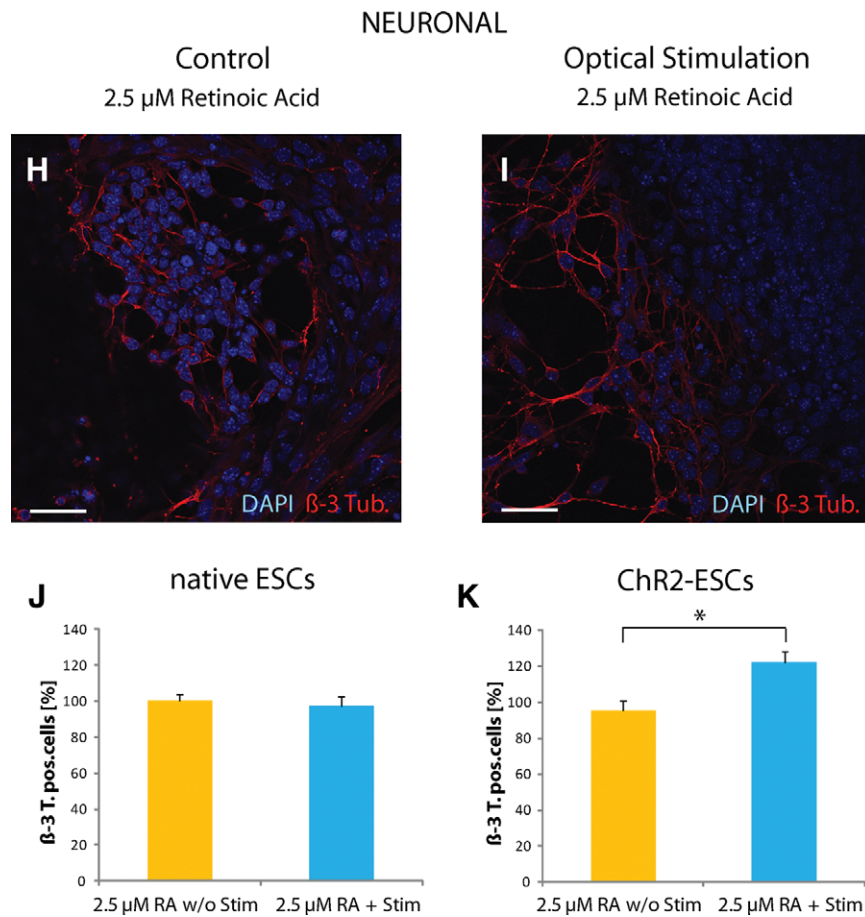 NEURONAL
Control
2.5 µM Retinoic Acid
Optical Stimulation
2.5 µM Retinoic Acid
H
DAPI ß-3 Tub.
I
DAPI ß-3 Tub.
J
native ESCs
ß-3 T.pos.cells [%]
140
120
100
80
60
40
20
0
2.5 µM RA w/o Stim
2.5 µM RA + Stim
K
ChR2-ESCs
*
ß-3 T.pos.cells [%]
140
120
100
80
60
40
20
0
2.5 µM RA w/o Stim
2.5 µM RA + Stim